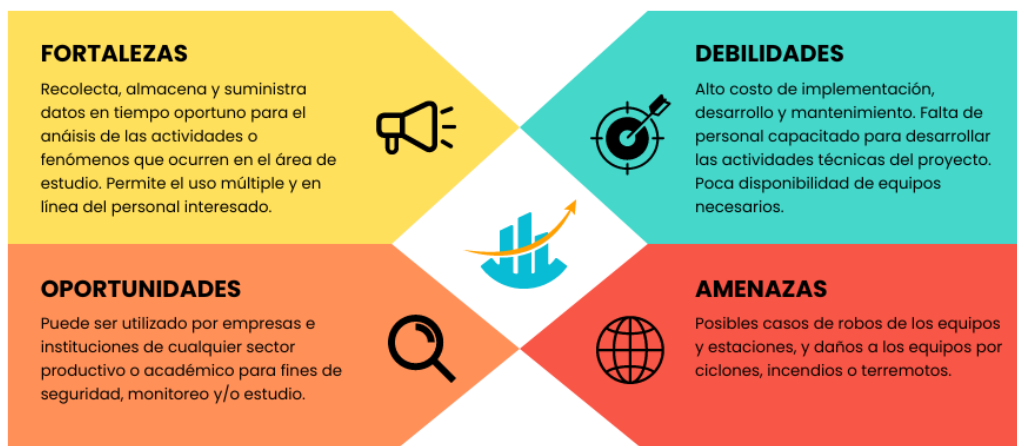 FORTALEZAS
Recolecta, almacena y suministra
datos en tiempo oportuno para el
anáisis de las actividades o
fenómenos que ocurren en el área de
estudio. Permite el uso múltiple y en
línea del personal interesado.
DEBILIDADES
Alto costo de implementación,
desarrollo y mantenimiento. Falta de
personal capacitado para desarrollar
las actividades técnicas del proyecto.
Poca disponibilidad de equipos
necesarios.
OPORTUNIDADES
Puede ser utilizado por empresas e
instituciones de cualquier sector
productivo o académico para fines de
seguridad, monitoreo y/o estudio.
AMENAZAS
Posibles casos de robos de los equipos
y estaciones, y daños a los equipos por
ciclones, incendios o terremotos.